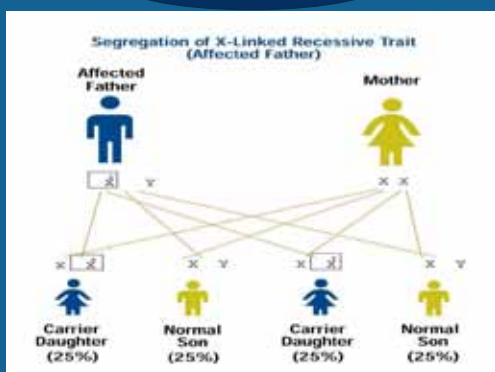 Segregation of X-Linked Recessive Trait
(Affected Father)
Affected
Father
Mother
X Y
X X
X X
X Y
X X
X Y
Carrier
Daughter
(25%)
Normal
Son
(25%)
Carrier
Daughter
(25%)
Normal
Son
(25%)